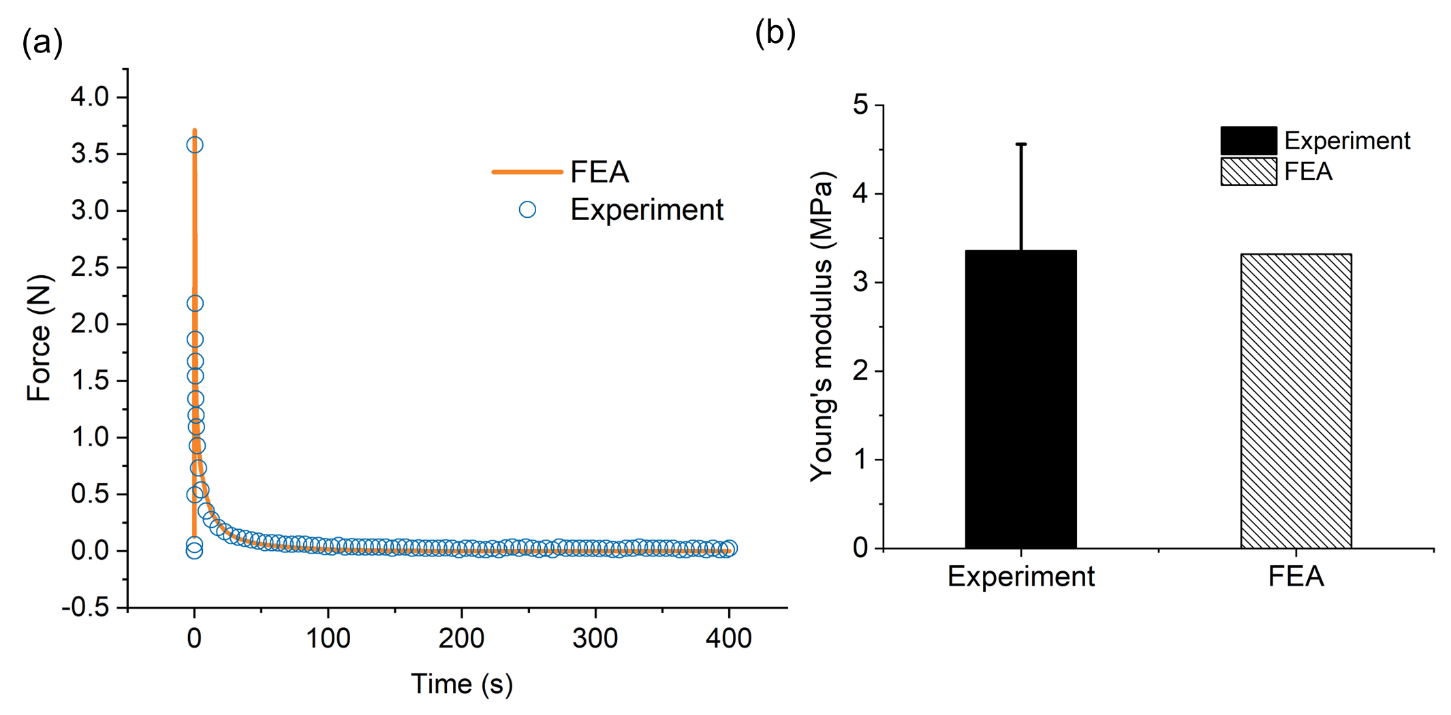 (a)
4.0
3.5
3.0
2.5
2.0
1.5
1.0
0.5
0.0
-0.5
Force (N)
0 100 200 300 400
Time (s)
FEA
Experiment
(b)
5
4
3
2
1
0
Young's modulus (MPa)
Experiment
FEA
Experiment FEA